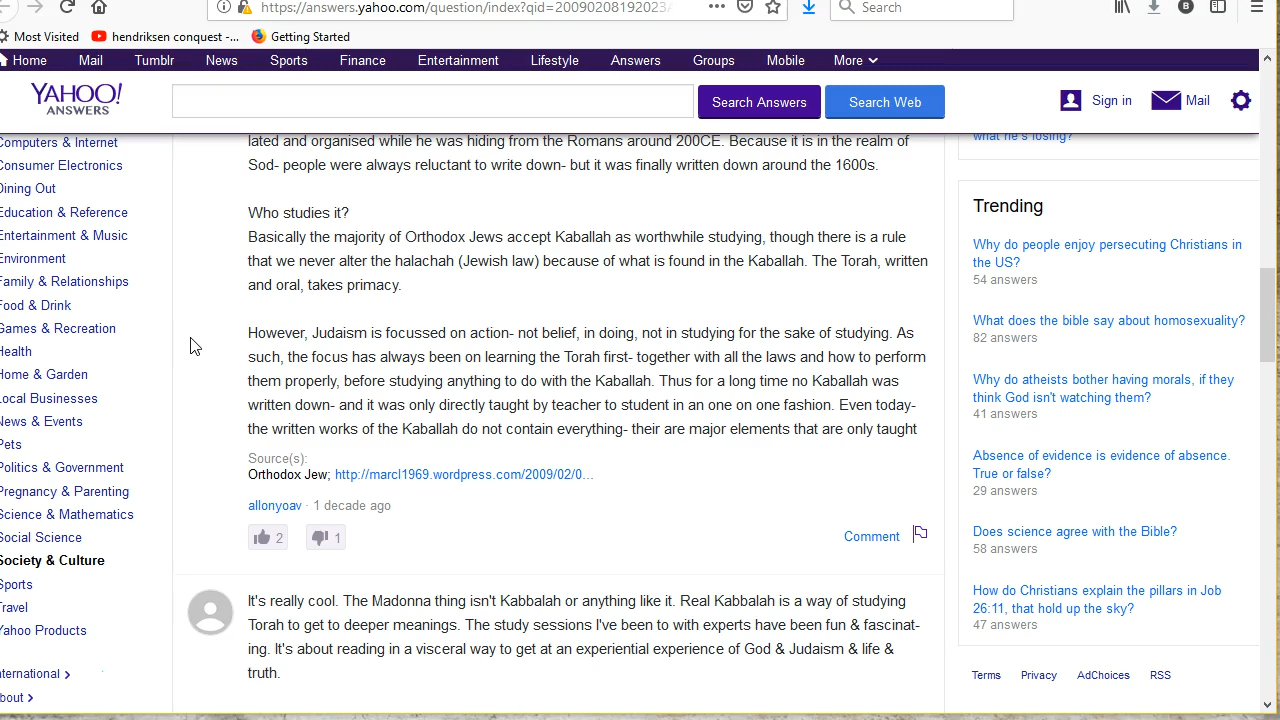 https://answers.yahoo.com/question/index?qid=20090208192023A
Search
Most Visited
hendriksen conquest -...
Getting Started
Home
Mail
Tumblr
News
Sports
Finance
Entertainment
Lifestyle
Answers
Groups
Mobile
More
YAHOO!
ANSWERS
Search Answers
Search Web
Sign in
Mail
Computers & Internet
Consumer Electronics
Dining Out
Education & Reference
Entertainment & Music
Environment
Family & Relationships
Food & Drink
Games & Recreation
Health
Home & Garden
Local Businesses
News & Events
Pets
Politics & Government
Pregnancy & Parenting
Science & Mathematics
Social Science
Society & Culture
Sports
Travel
Yahoo Products
nternational
bout
lated and organised while he was hiding from the Romans around 200CE. Because it is in the realm of
Sod- people were always reluctant to write down- but it was finally written down around the 1600s.
Who studies it?
Basically the majority of Orthodox Jews accept Kaballah as worthwhile studying, though there is a rule
that we never alter the halachah (Jewish law) because of what is found in the Kaballah. The Torah, written
and oral, takes primacy.
However, Judaism is focussed on action- not belief, in doing, not in studying for the sake of studying. As
such, the focus has always been on learning the Torah first- together with all the laws and how to perform
them properly, before studying anything to do with the Kaballah. Thus for a long time no Kaballah was
written down- and it was only directly taught by teacher to student in an one on one fashion. Even today-
the written works of the Kaballah do not contain everything- their are major elements that are only taught
Source(s):
Orthodox Jew; http://marcl1969.wordpress.com/2009/02/0...
allonyoav · 1 decade ago
2
1
Comment
It's really cool. The Madonna thing isn't Kabbalah or anything like it. Real Kabbalah is a way of studying
Torah to get to deeper meanings. The study sessions I've been to with experts have been fun & fascinat-
ing. It's about reading in a visceral way to get at an experiential experience of God & Judaism & life &
truth.
what he's losing?
Trending
Why do people enjoy persecuting Christians in
the US?
54 answers
What does the bible say about homosexuality?
82 answers
Why do atheists bother having morals, if they
think God isn't watching them?
41 answers
Absence of evidence is evidence of absence.
True or false?
29 answers
Does science agree with the Bible?
58 answers
How do Christians explain the pillars in Job
26:11, that hold up the sky?
47 answers
Terms
Privacy
AdChoices
RSS